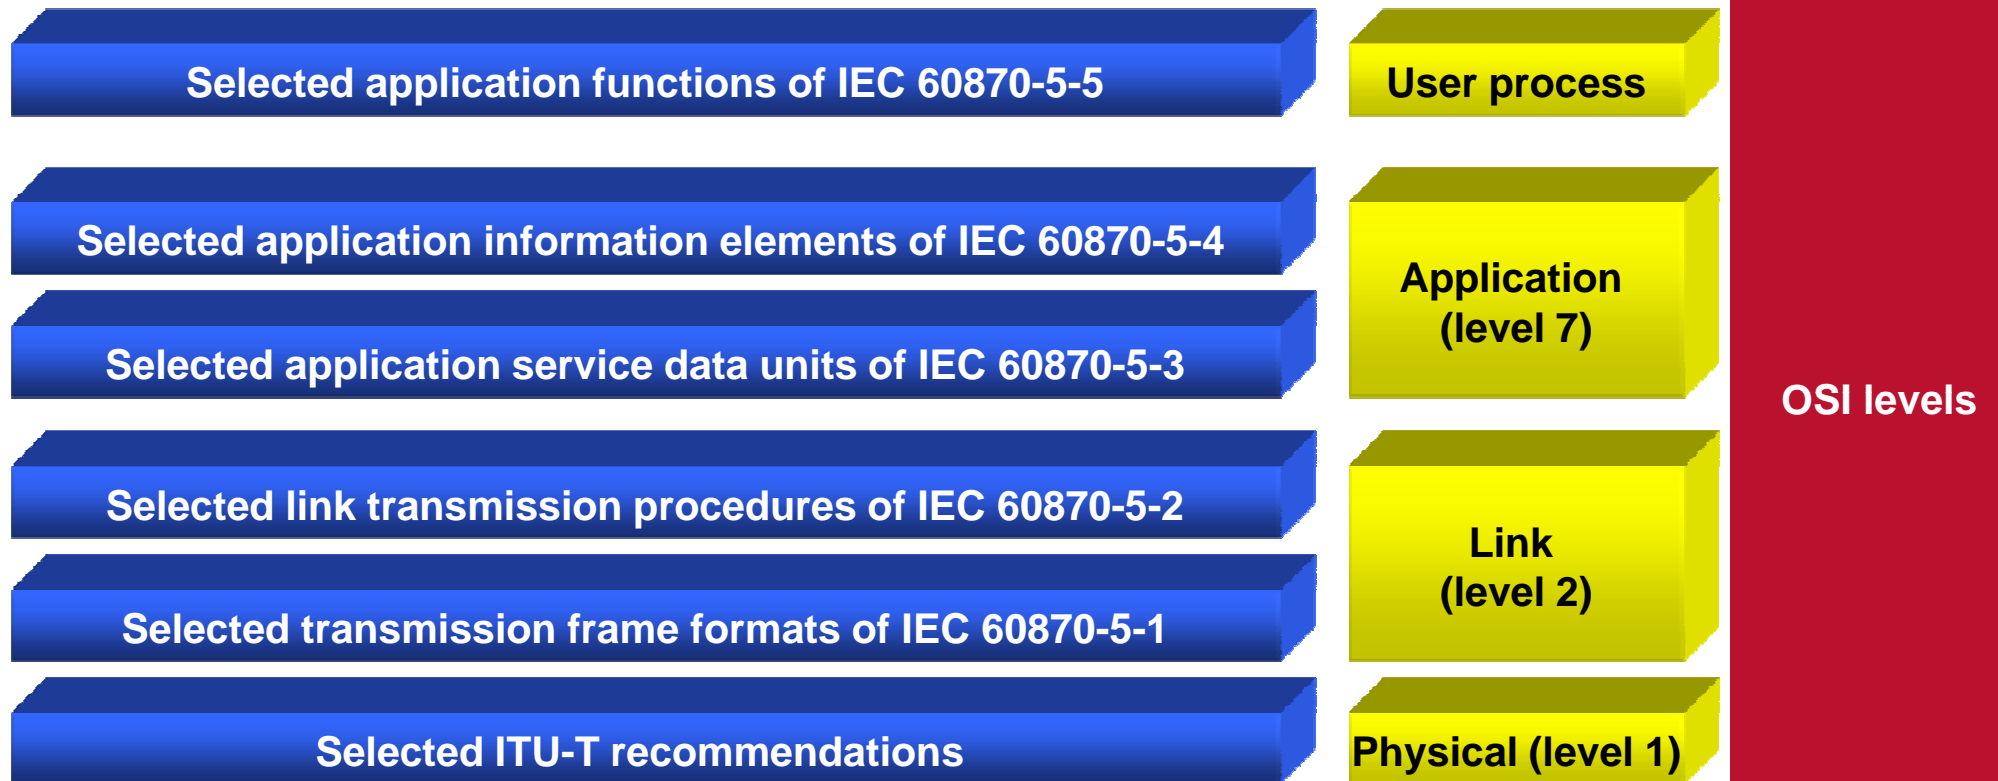 Selected application functions of IEC 60870-5-5
User process
Selected application information elements of IEC 60870-5-4
Selected application service data units of IEC 60870-5-3
Application
(level 7)
Selected link transmission procedures of IEC 60870-5-2
Selected transmission frame formats of IEC 60870-5-1
Link
(level 2)
Selected ITU-T recommendations
Physical (level 1)
OSI levels